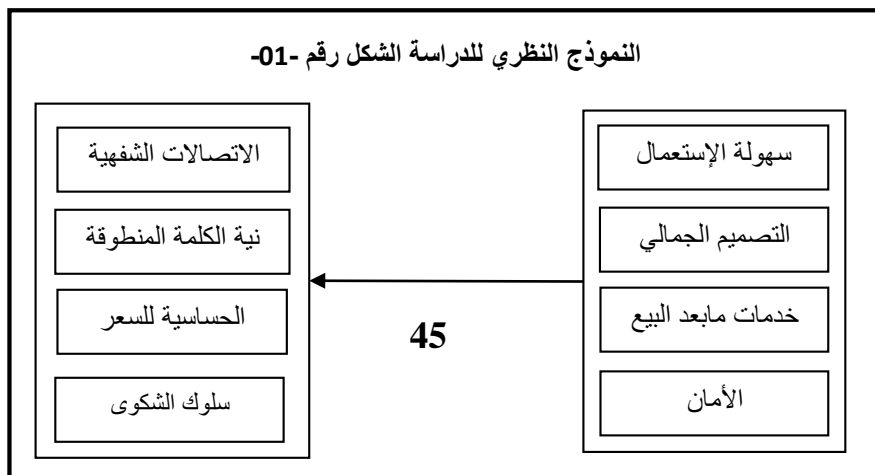 النموذج النظري للدراسة الشكل رقم -01-
سهولة الإستعمال
التصميم الجمالي
خدمات مابعد البيع
الأمان
45
الاتصالات الشفهية
نية الكلمة المنطوقة
الحساسية للسعر
سلوك الشكوى